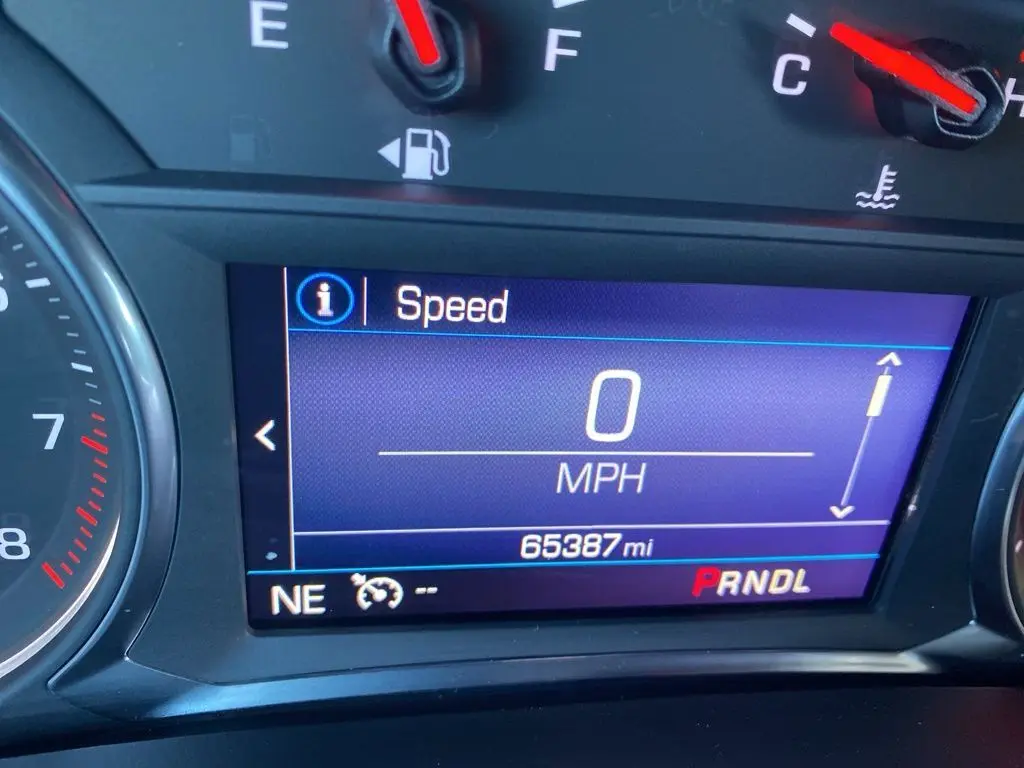 E
F
C
H
Speed
0
MPH
7
8
65387 mi
NE -- PRNDL